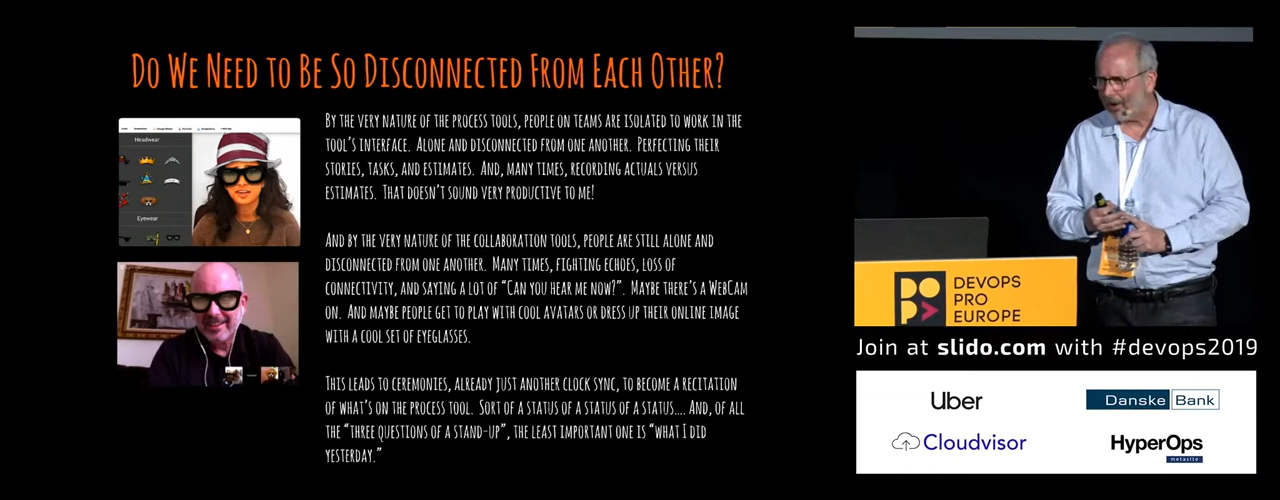 Do We Need to Be So Disconnected From Each Other?
By the very nature of the process tools, people on teams are isolated to work in the
tool's interface. Alone and disconnected from one another. Perfecting their
stories, tasks, and estimates. And, many times, recording actuals versus
estimates. That doesn't sound very productive to me!
And by the very nature of the collaboration tools, people are still alone and
disconnected from one another. Many times, fighting echoes, loss of
connectivity, and saying a lot of "Can you hear me now?". Maybe there's a WebCam
on. And maybe people get to play with cool avatars or dress up their online image
with a cool set of eyeglasses.
This leads to ceremonies, already just another clock sync, to become a recitation
of what's on the process tool. Sort of a status of a status of a status.... And, of all
the "three questions of a stand-up", the least important one is "what I did
yesterday."
Headwear
Eyewear
DEVOPS
PRO
EUROPE
Join at slido.com with #devops2019
Uber
Danske Bank
Cloudvisor
HyperOps
metasite